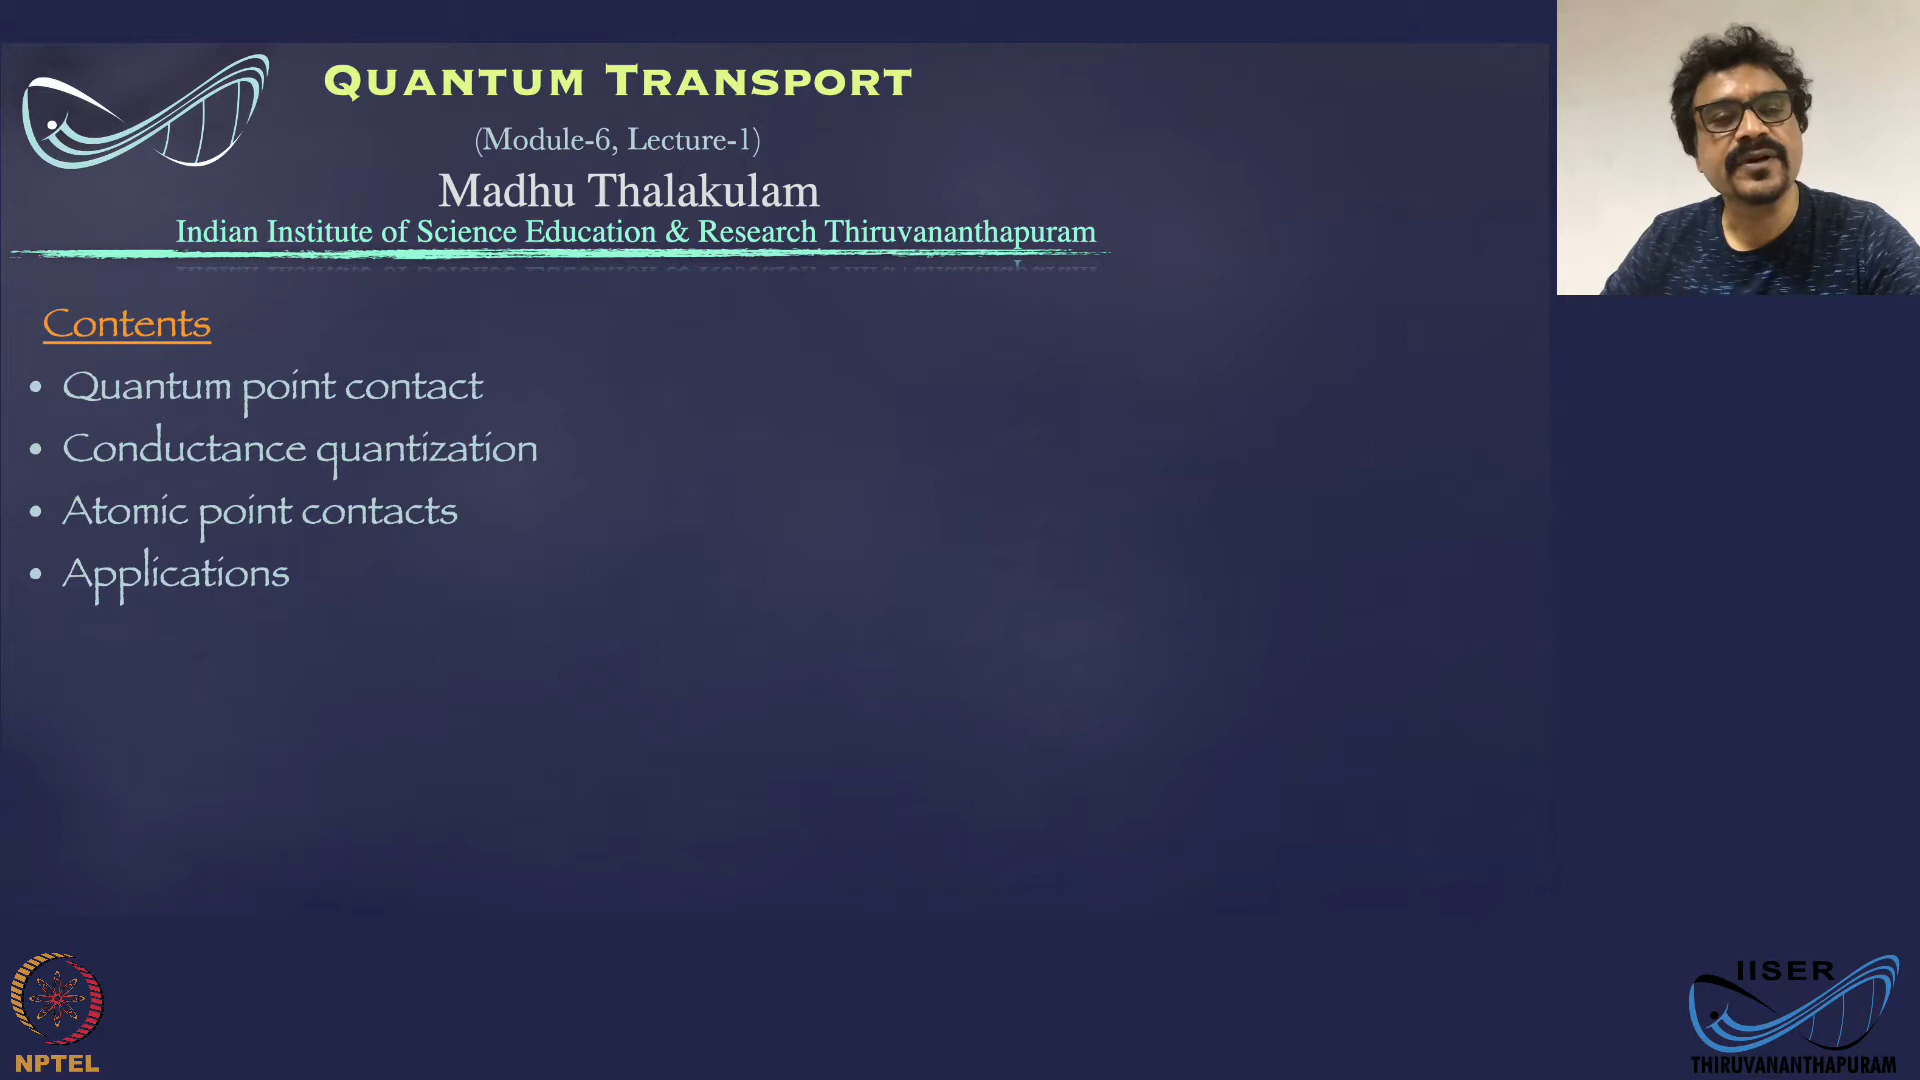 Quantum Transport
(Module-6, Lecture-1)
Madhu Thalakulam
Indian Institute of Science Education & Research Thiruvananthapuram
Contents
• Quantum point contact
• Conductance quantization
• Atomic point contacts
• Applications
NPTEL
IISER
THIRUVANANTHAPURAM